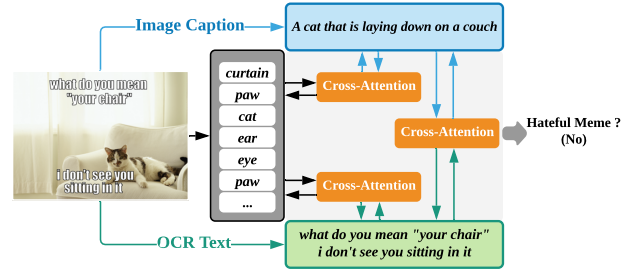 Image Caption
A cat that is laying down on a couch
what do you mean
"your chair"
i don't see you
sitting in it
curtain
paw
cat
ear
eye
paw
...
Cross-Attention
Cross-Attention
Cross-Attention
Hateful Meme ?
(No)
OCR Text
what do you mean "your chair"
i don't see you sitting in it